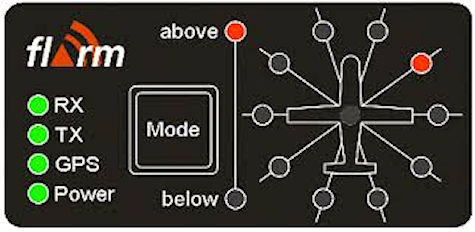 flarm
above
RX
TX
Mode
GPS
Power
below